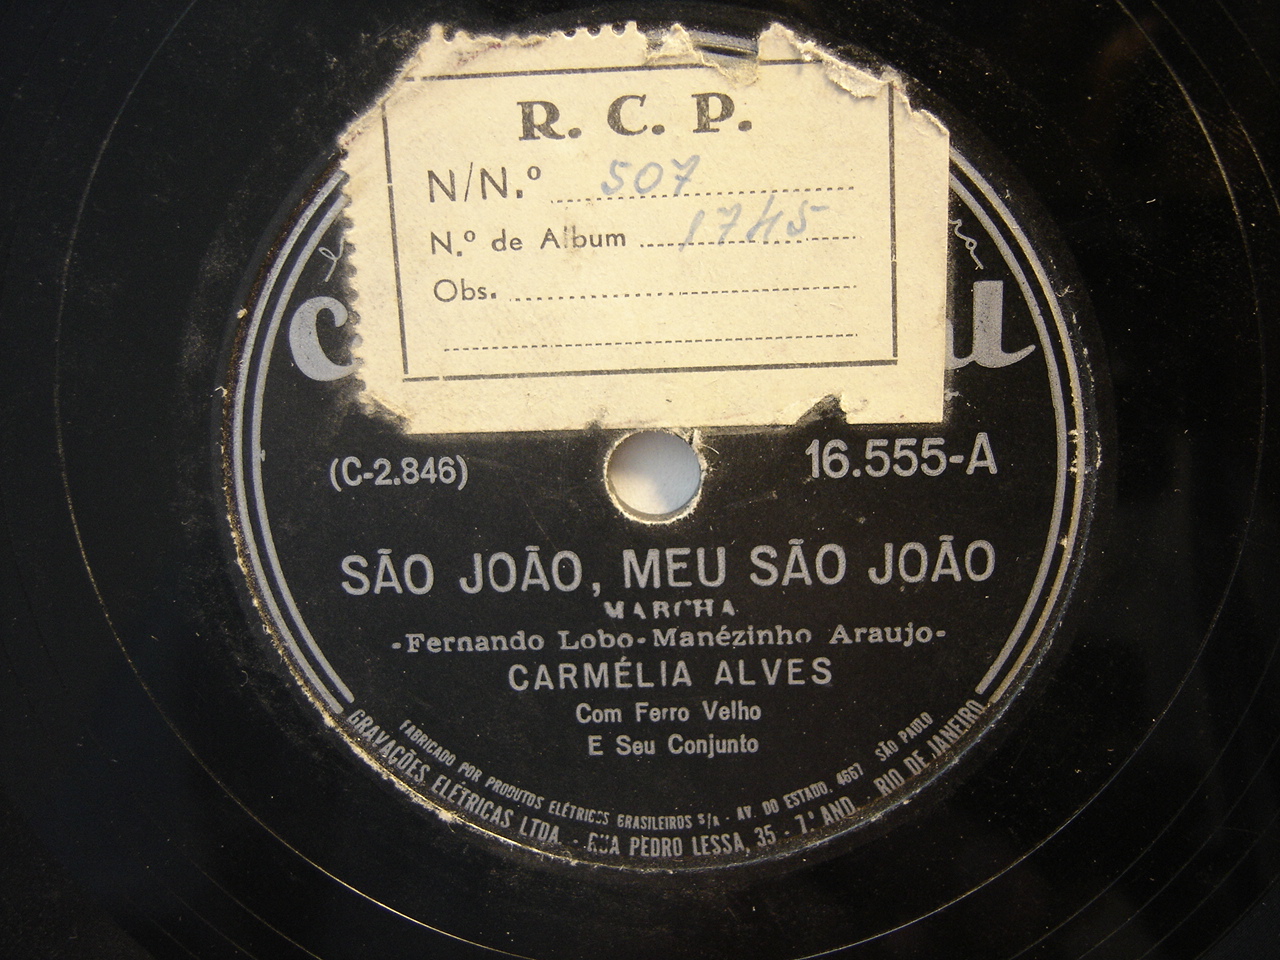 R. C. P.
N/N.º 507
N.º de Album 1745
Obs.
(C-2.846)
16.555-A
SÃO JOÃO, MEU SÃO JOÃO
MARCHA
-Fernando Lobo-Manézinho Araujo-
CARMÉLIA ALVES
Com Ferro Velho
E Seu Conjunto
FABRICADO POR PRODUTOS ELÉTRICOS BRASILEIROS S/A - AV. DO ESTADO, 4667 SÃO PAULO
GRAVAÇÕES ELÉTRICAS LTDA. - RUA PEDRO LESSA, 35 - 7.º AND. RIO DE JANEIRO